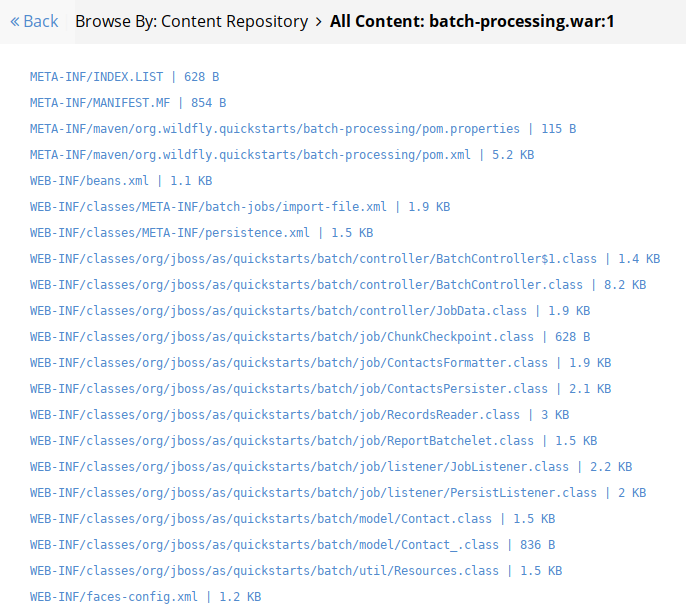 « Back Browse By: Content Repository > All Content: batch-processing.war:1
META-INF/INDEX.LIST | 628 B
META-INF/MANIFEST.MF | 854 B
META-INF/maven/org.wildfly.quickstarts/batch-processing/pom.properties | 115 B
META-INF/maven/org.wildfly.quickstarts/batch-processing/pom.xml | 5.2 KB
WEB-INF/beans.xml | 1.1 KB
WEB-INF/classes/META-INF/batch-jobs/import-file.xml | 1.9 KB
WEB-INF/classes/META-INF/persistence.xml | 1.5 KB
WEB-INF/classes/org/jboss/as/quickstarts/batch/controller/BatchController$1.class | 1.4 KB
WEB-INF/classes/org/jboss/as/quickstarts/batch/controller/BatchController.class | 8.2 KB
WEB-INF/classes/org/jboss/as/quickstarts/batch/controller/JobData.class | 1.9 KB
WEB-INF/classes/org/jboss/as/quickstarts/batch/job/ChunkCheckpoint.class | 628 B
WEB-INF/classes/org/jboss/as/quickstarts/batch/job/ContactsFormatter.class | 1.9 KB
WEB-INF/classes/org/jboss/as/quickstarts/batch/job/ContactsPersister.class | 2.1 KB
WEB-INF/classes/org/jboss/as/quickstarts/batch/job/RecordsReader.class | 3 KB
WEB-INF/classes/org/jboss/as/quickstarts/batch/job/ReportBatchelet.class | 1.5 KB
WEB-INF/classes/org/jboss/as/quickstarts/batch/job/listener/JobListener.class | 2.2 KB
WEB-INF/classes/org/jboss/as/quickstarts/batch/job/listener/PersistListener.class | 2 KB
WEB-INF/classes/org/jboss/as/quickstarts/batch/model/Contact.class | 1.5 KB
WEB-INF/classes/org/jboss/as/quickstarts/batch/model/Contact_.class | 836 B
WEB-INF/classes/org/jboss/as/quickstarts/batch/util/Resources.class | 1.5 KB
WEB-INF/faces-config.xml | 1.2 KB